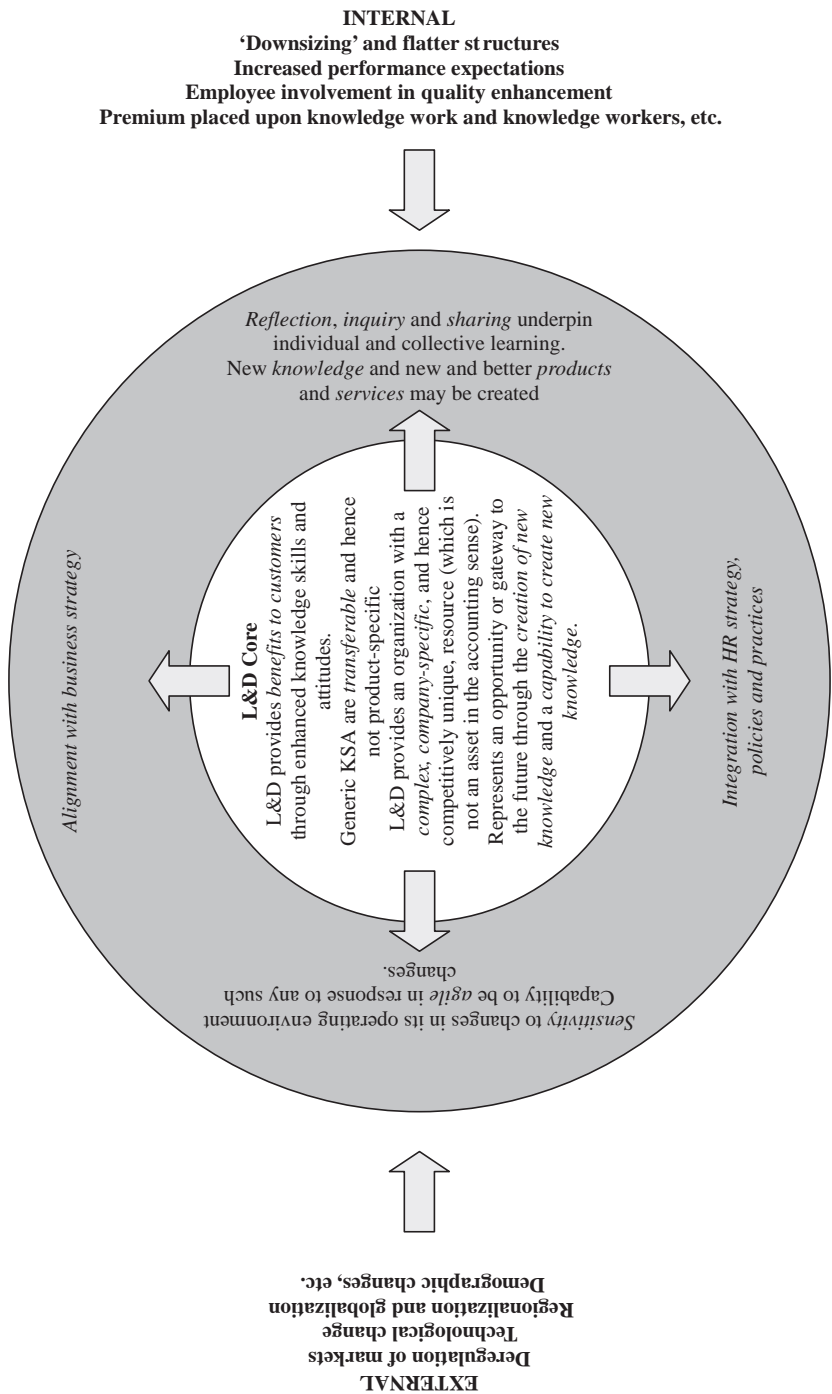 INTERNAL
‘Downsizing’ and flatter structures
Increased performance expectations
Employee involvement in quality enhancement
Premium placed upon knowledge work and knowledge workers, etc.
Reflection, inquiry and sharing underpin
individual and collective learning.
New knowledge and new and better products
and services may be created
Alignment with business strategy
L&D Core
L&D provides benefits to customers
through enhanced knowledge skills and
attitudes.
Generic KSA are transferable and hence
not product-specific
L&D provides an organization with a
complex, company-specific, and hence
competitively unique, resource (which is
not an asset in the accounting sense).
Represents an opportunity or gateway to
the future through the creation of new
knowledge and a capability to create new
knowledge.
Integration with HR strategy,
policies and practices
Sensitivity to changes in its operating environment
Capability to be agile in response to any such
changes.
EXTERNAL
Deregulation of markets
Technological change
Regionalization and globalization
Demographic changes, etc.